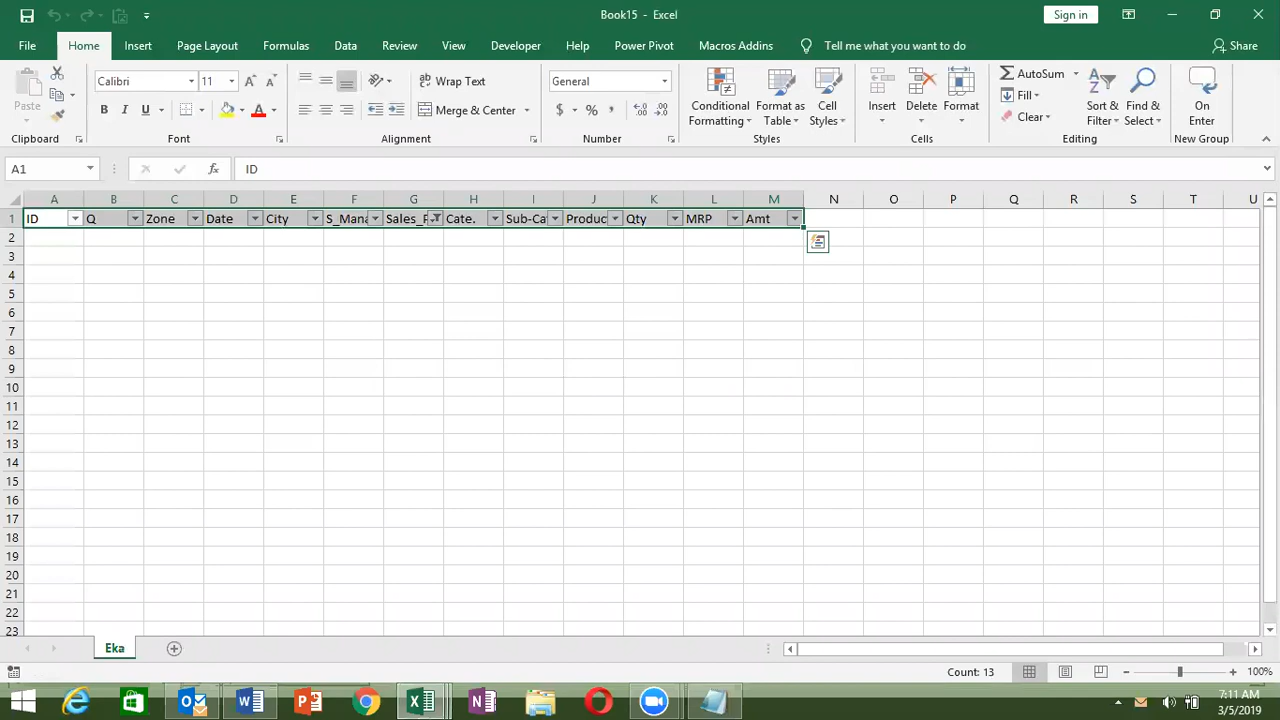 Book15 - Excel
Sign in
File Home Insert Page Layout Formulas Data Review View Developer Help Power Pivot Macros Addins Tell me what you want to do Share
Paste
Calibri 11
Wrap Text
General
Conditional Formatting
Format as Table
Cell Styles
Insert
Delete
Format
AutoSum
Fill
Clear
Sort & Filter
Find & Select
On Enter
B I U A
Merge & Center
$ % ,
Clipboard Font Alignment Number Styles Cells Editing New Group
A1 fx ID
A B C D E F G H I J K L M N O P Q R S T U
1 ID Q Zone Date City S_Mana Sales_P Cate. Sub-Cat Product Qty MRP Amt
2
3
4
5
6
7
8
9
10
11
12
13
14
15
16
17
18
19
20
21
22
23
Eka
Count: 13 100%
7:11 AM
3/5/2019